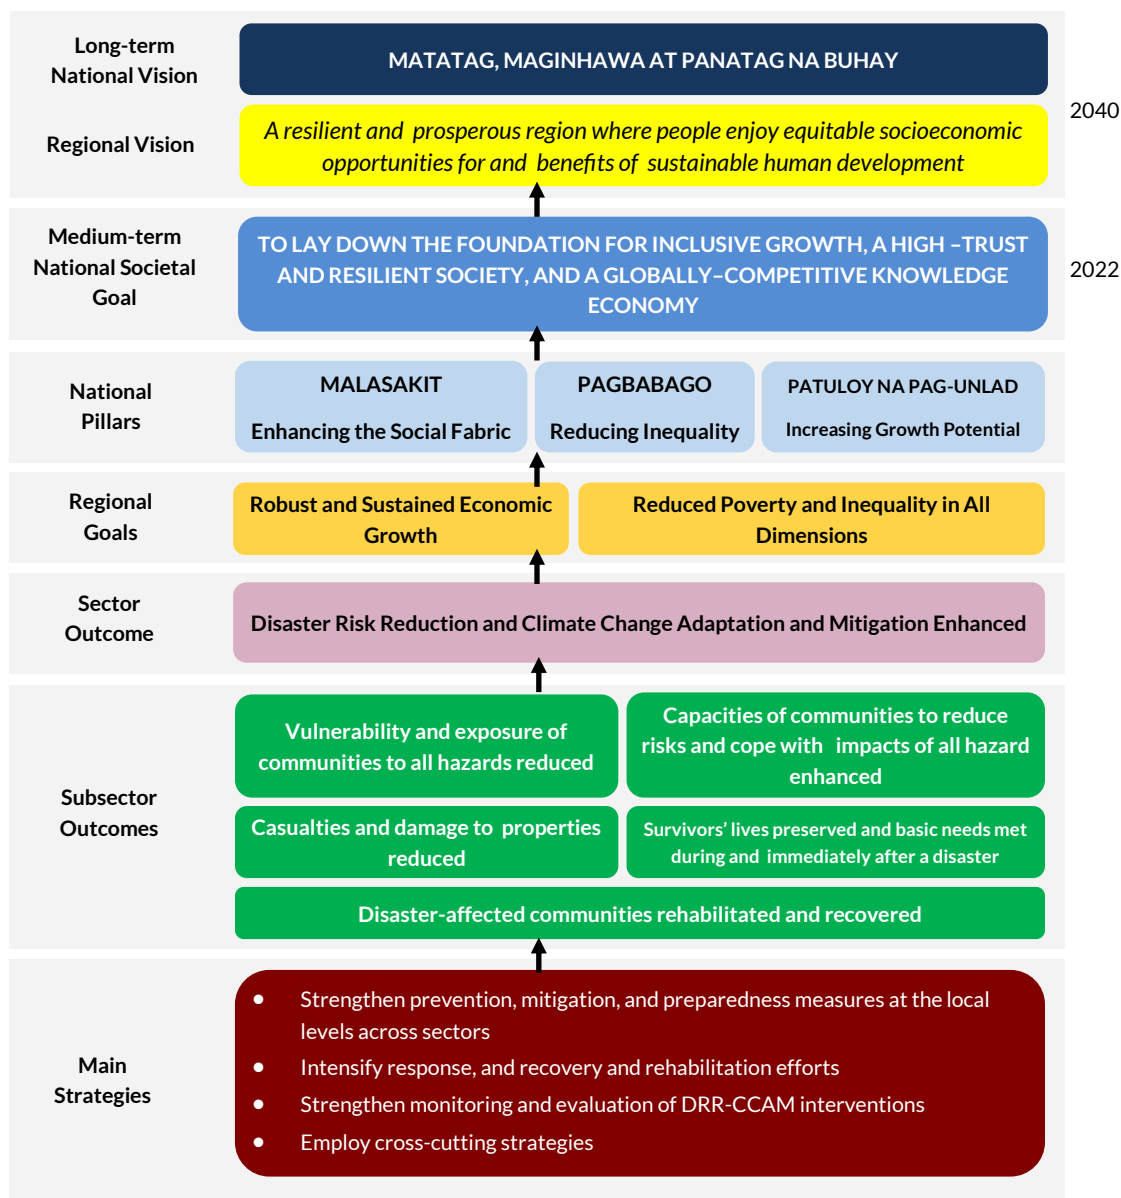 Long-term
National Vision
MATATAG, MAGINHAWA AT PANATAG NA BUHAY
2040
Regional Vision
A resilient and prosperous region where people enjoy equitable socioeconomic
opportunities for and benefits of sustainable human development
Medium-term
National Societal
Goal
TO LAY DOWN THE FOUNDATION FOR INCLUSIVE GROWTH, A HIGH –TRUST
AND RESILIENT SOCIETY, AND A GLOBALLY–COMPETITIVE KNOWLEDGE
ECONOMY
2022
National
Pillars
MALASAKIT
Enhancing the Social Fabric
PAGBABAGO
Reducing Inequality
PATULOY NA PAG-UNLAD
Increasing Growth Potential
Regional
Goals
Robust and Sustained Economic
Growth
Reduced Poverty and Inequality in All
Dimensions
Sector
Outcome
Disaster Risk Reduction and Climate Change Adaptation and Mitigation Enhanced
Subsector
Outcomes
Vulnerability and exposure of
communities to all hazards reduced
Capacities of communities to reduce
risks and cope with impacts of all hazard
enhanced
Casualties and damage to properties
reduced
Survivors’ lives preserved and basic needs met
during and immediately after a disaster
Disaster-affected communities rehabilitated and recovered
Main
Strategies
● Strengthen prevention, mitigation, and preparedness measures at the local
levels across sectors
● Intensify response, and recovery and rehabilitation efforts
● Strengthen monitoring and evaluation of DRR-CCAM interventions
● Employ cross-cutting strategies